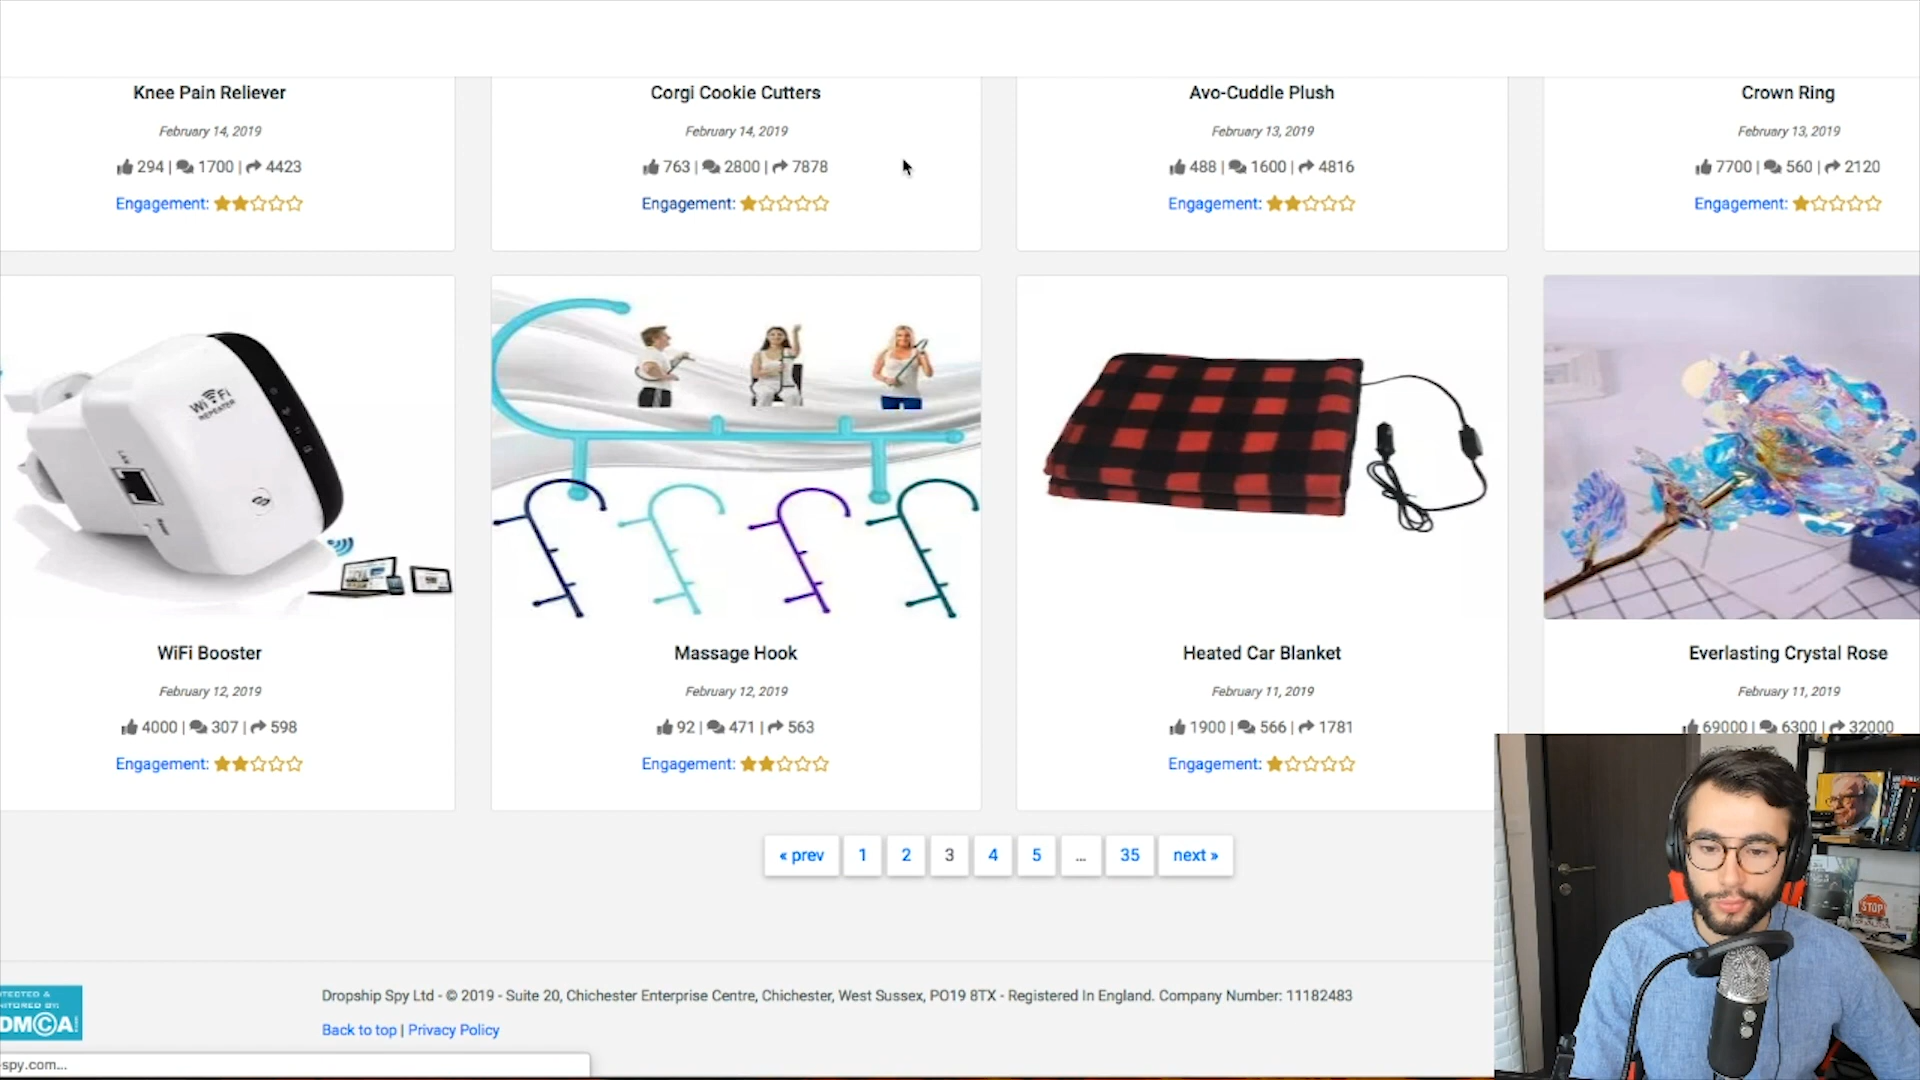 Knee Pain Reliever
February 14, 2019
294 | 1700 | 4423
Engagement:
Corgi Cookie Cutters
February 14, 2019
763 | 2800 | 7878
Engagement:
Avo-Cuddle Plush
February 13, 2019
488 | 1600 | 4816
Engagement:
Crown Ring
February 13, 2019
7700 | 560 | 2120
Engagement:
WiFi
REPEATER
LAN
Reset
WiFi Booster
February 12, 2019
4000 | 307 | 598
Engagement:
Massage Hook
February 12, 2019
92 | 471 | 563
Engagement:
Heated Car Blanket
February 11, 2019
1900 | 566 | 1781
Engagement:
Everlasting Crystal Rose
February 11, 2019
69000 | 6300 | 32000
« prev 1 2 3 4 5 ... 35 next »
Dropship Spy Ltd - © 2019 - Suite 20, Chichester Enterprise Centre, Chichester, West Sussex, PO19 8TX - Registered In England. Company Number: 11182483
Back to top | Privacy Policy
DMCA
-spy.com...
STOP